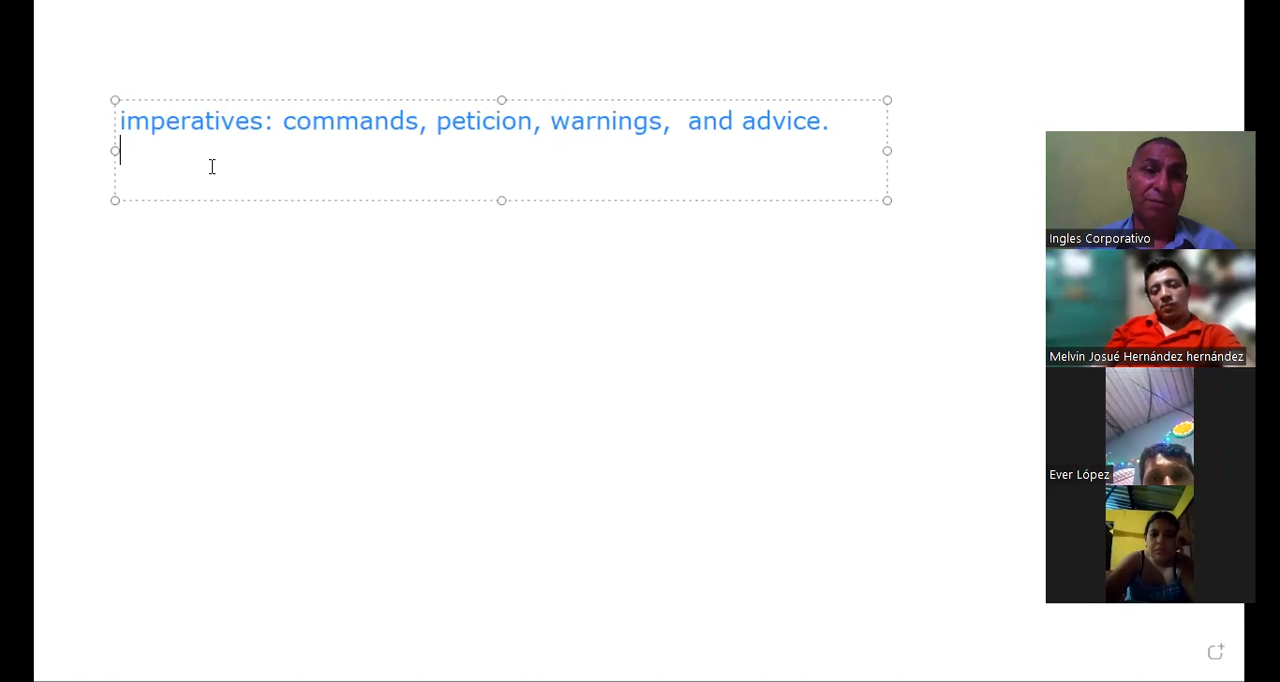 imperatives: commands, peticion, warnings,  and advice.
Ingles Corporativo
Melvin Josué Hernández hernández
Ever López